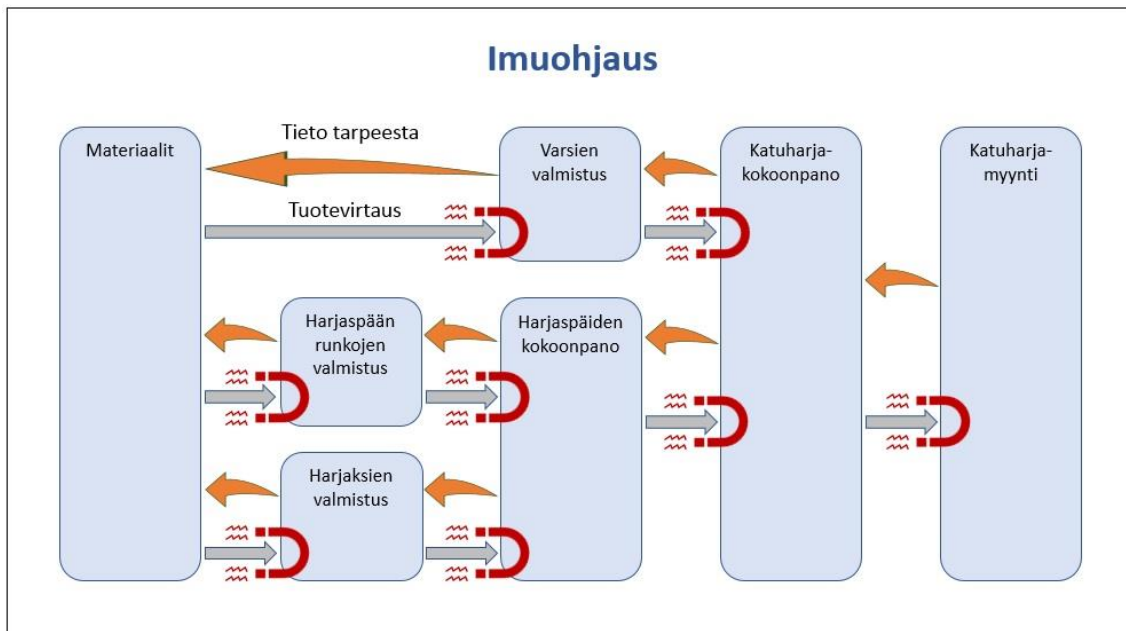 Imuohjaus
Materiaalit
Tieto tarpeesta
Tuotevirtaus
Varsien
valmistus
Katuharja-
kokoonpano
Katuharja-
myynti
Harjaspään
runkojen
valmistus
Harjaspäiden
kokoonpano
Harjaksien
valmistus